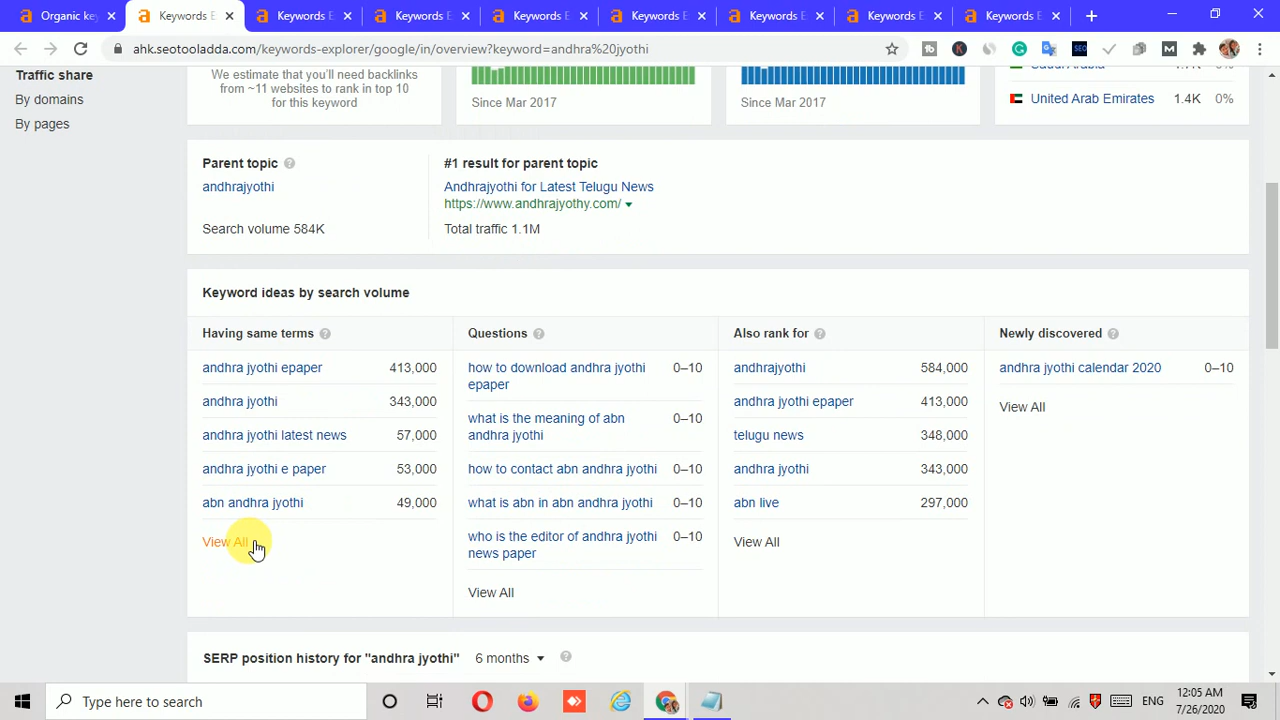 Organic key
Keywords E
Keywords E
Keywords E
Keywords E
Keywords E
Keywords E
Keywords E
Keywords E
ahk.seotooladda.com/keywords-explorer/google/in/overview?keyword=andhra%20jyothi
Traffic share
By domains
By pages
We estimate that you'll need backlinks
from ~11 websites to rank in top 10
for this keyword
Since Mar 2017
Since Mar 2017
Saudi Arabia 1.7K 0%
United Arab Emirates 1.4K 0%
Parent topic
andhrajyothi
Search volume 584K
#1 result for parent topic
Andhrajyothi for Latest Telugu News
https://www.andhrajyothy.com/
Total traffic 1.1M
Keyword ideas by search volume
Having same terms
andhra jyothi epaper 413,000
andhra jyothi 343,000
andhra jyothi latest news 57,000
andhra jyothi e paper 53,000
abn andhra jyothi 49,000
View All
Questions
how to download andhra jyothi 0–10
epaper
what is the meaning of abn 0–10
andhra jyothi
how to contact abn andhra jyothi 0–10
what is abn in abn andhra jyothi 0–10
who is the editor of andhra jyothi 0–10
news paper
View All
Also rank for
andhrajyothi 584,000
andhra jyothi epaper 413,000
telugu news 348,000
andhra jyothi 343,000
abn live 297,000
View All
Newly discovered
andhra jyothi calendar 2020 0–10
View All
SERP position history for "andhra jyothi" 6 months
Type here to search
ENG
12:05 AM
7/26/2020